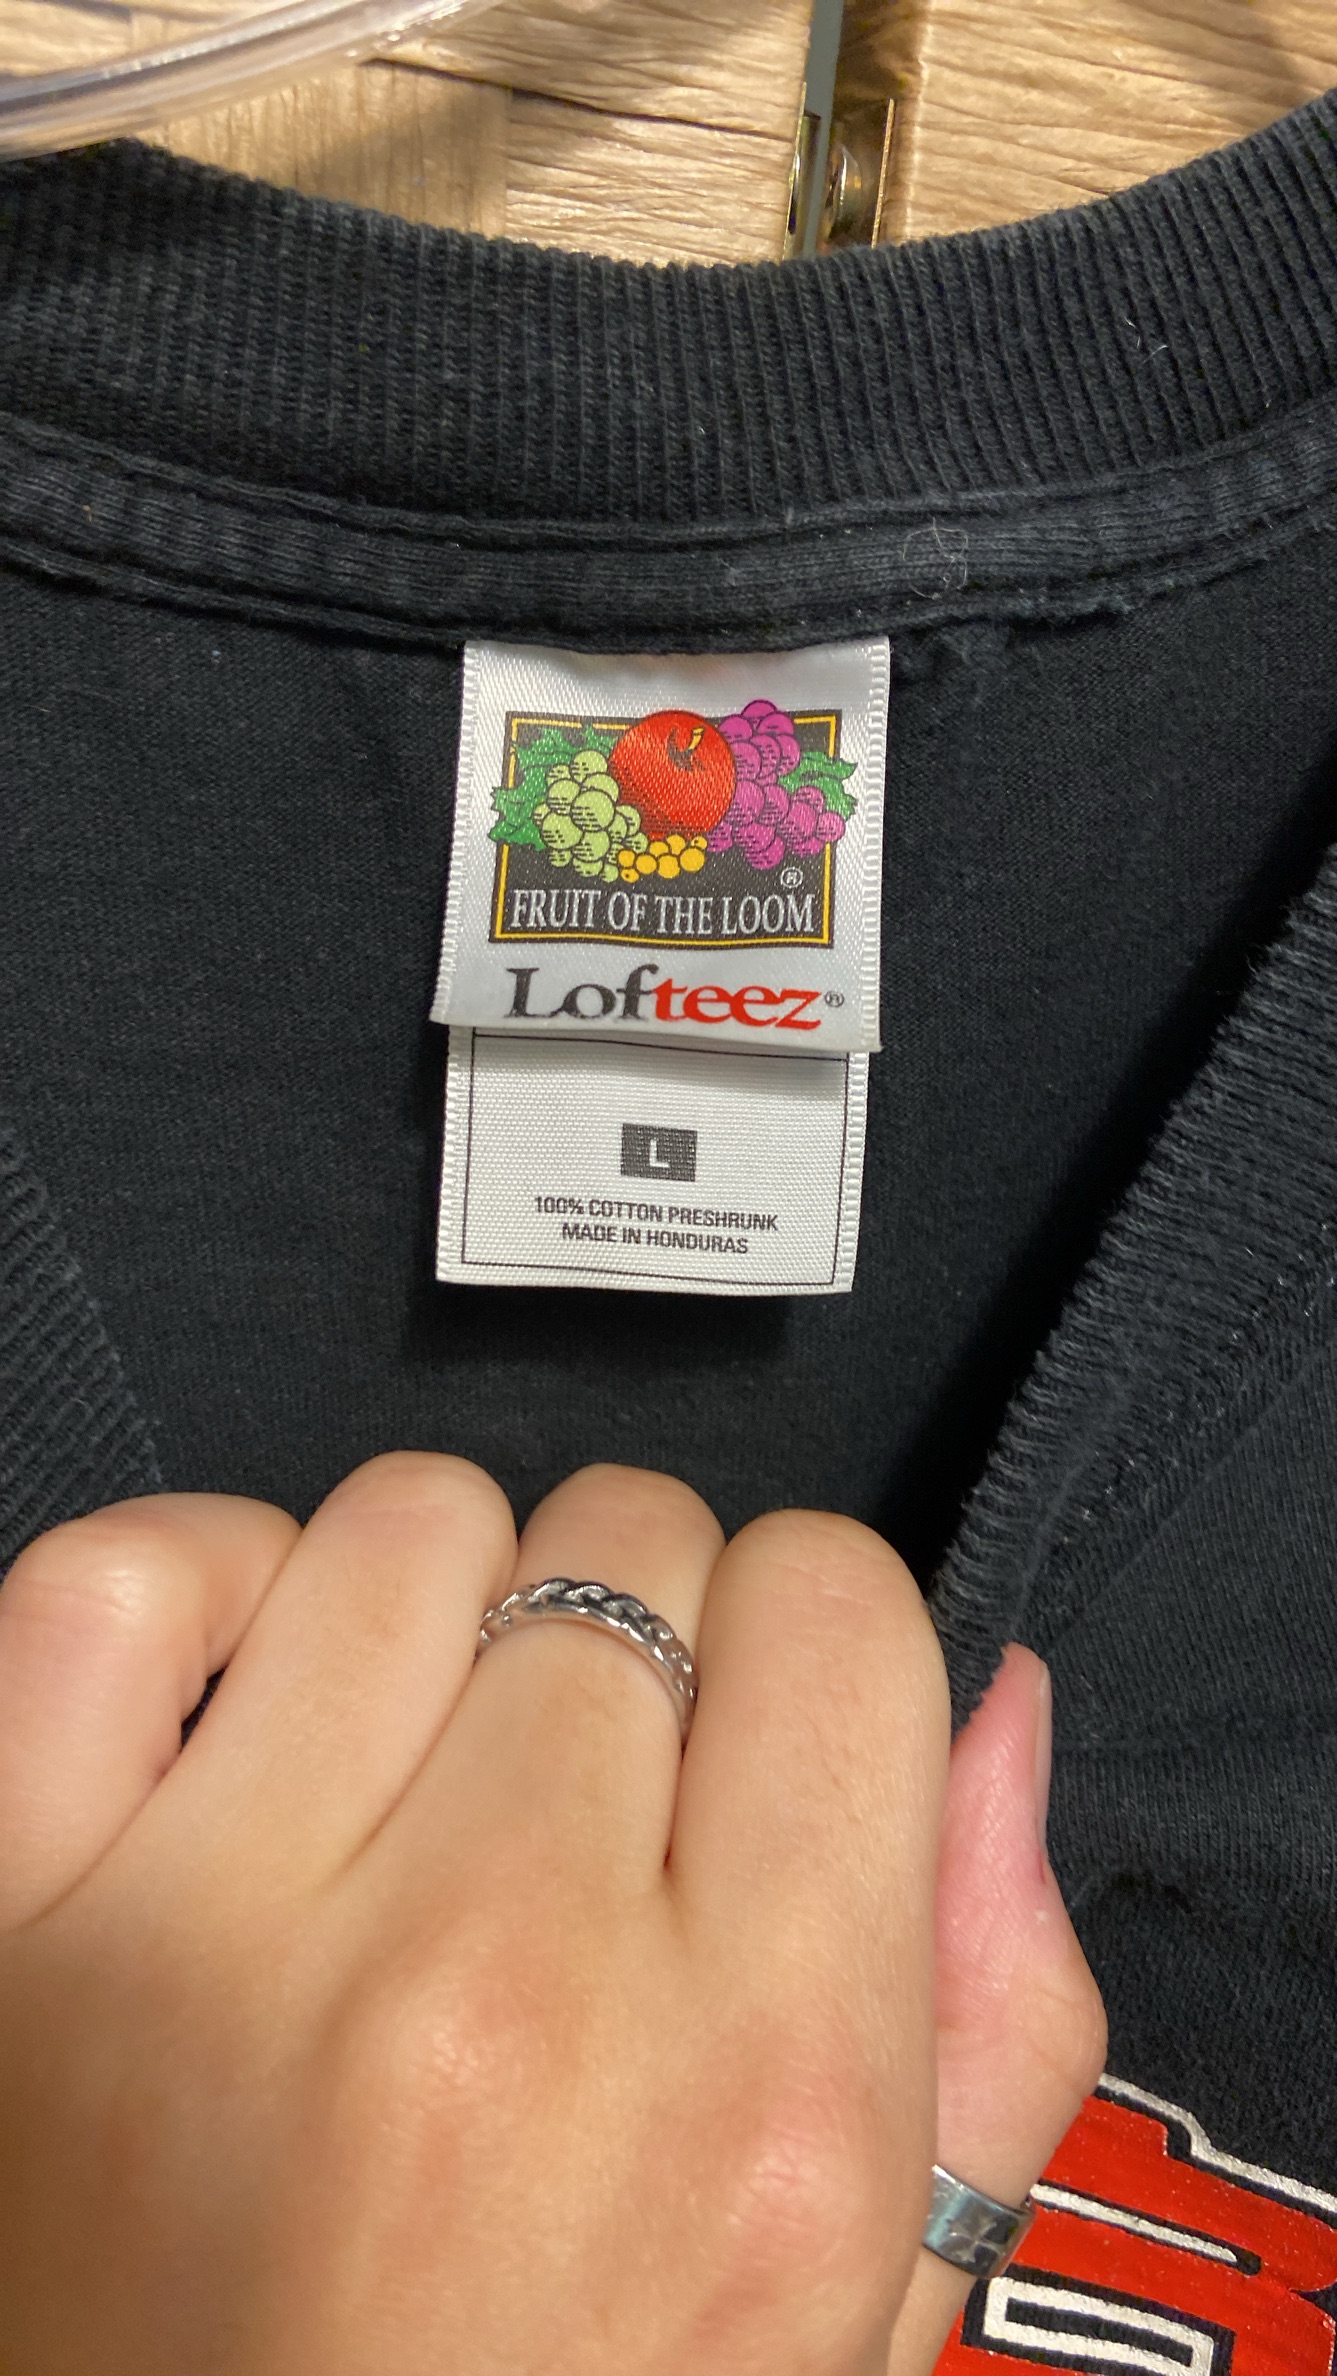 ®
FRUIT OF THE LOOM
Lofteez®
L
100% COTTON PRESHRUNK
MADE IN HONDURAS